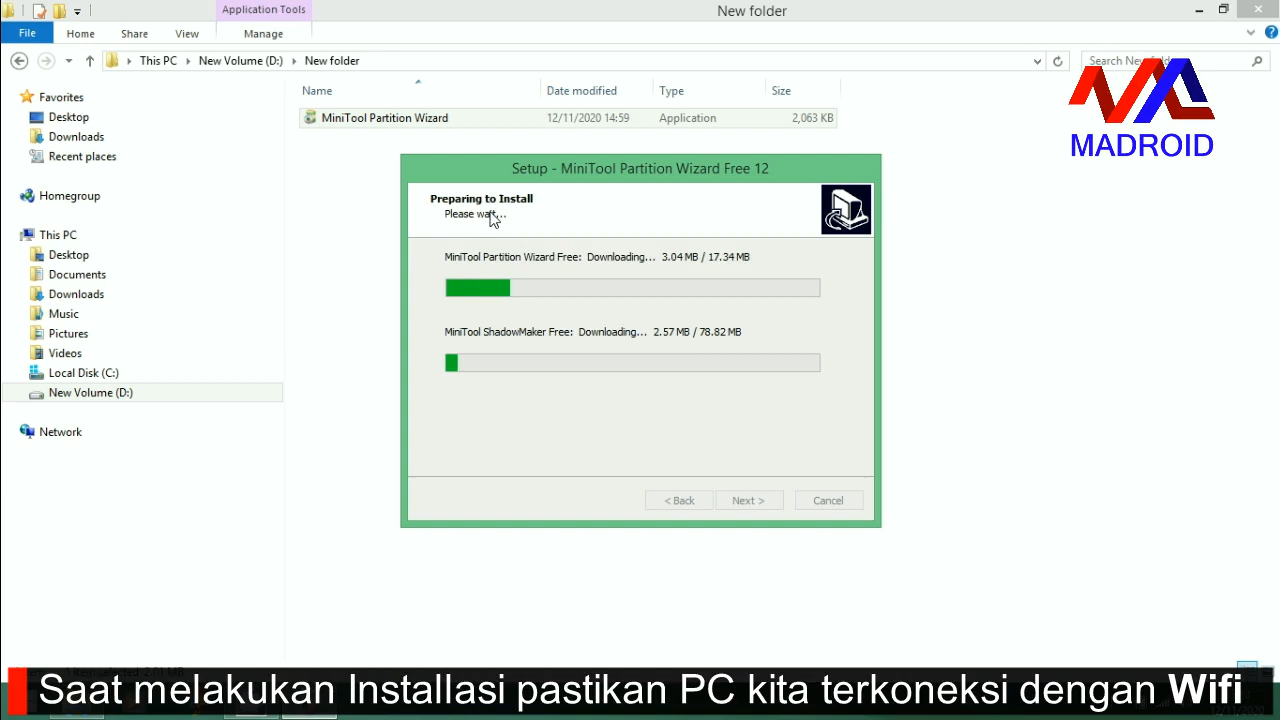 Application Tools
New folder
File
Home
Share
View
Manage
This PC
New Volume (D:)
New folder
Search New
MADROID
Favorites
Desktop
Downloads
Recent places
Homegroup
This PC
Desktop
Documents
Downloads
Music
Pictures
Videos
Local Disk (C:)
New Volume (D:)
Network
Name
Date modified
Type
Size
MiniTool Partition Wizard
12/11/2020 14:59
Application
2,063 KB
Setup - MiniTool Partition Wizard Free 12
Preparing to Install
Please wait...
MiniTool Partition Wizard Free: Downloading... 3.04 MB / 17.34 MB
MiniTool ShadowMaker Free: Downloading... 2.57 MB / 78.82 MB
< Back
Next >
Cancel
Saat melakukan Installasi pastikan PC kita terkoneksi dengan Wifi